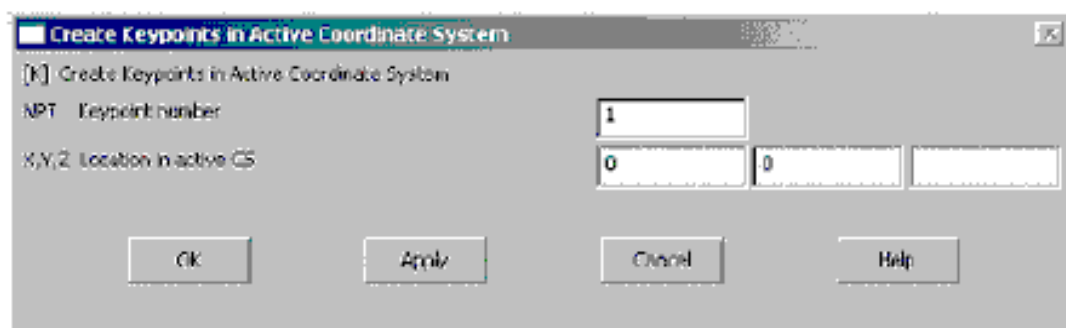 Create Keypoints in Active Coordinate System
[K] Create Keypoints in Active Coordinate System
NPT Keypoint number
1
X,Y,Z Location in active CS
0 0
OK Apply Cancel Help